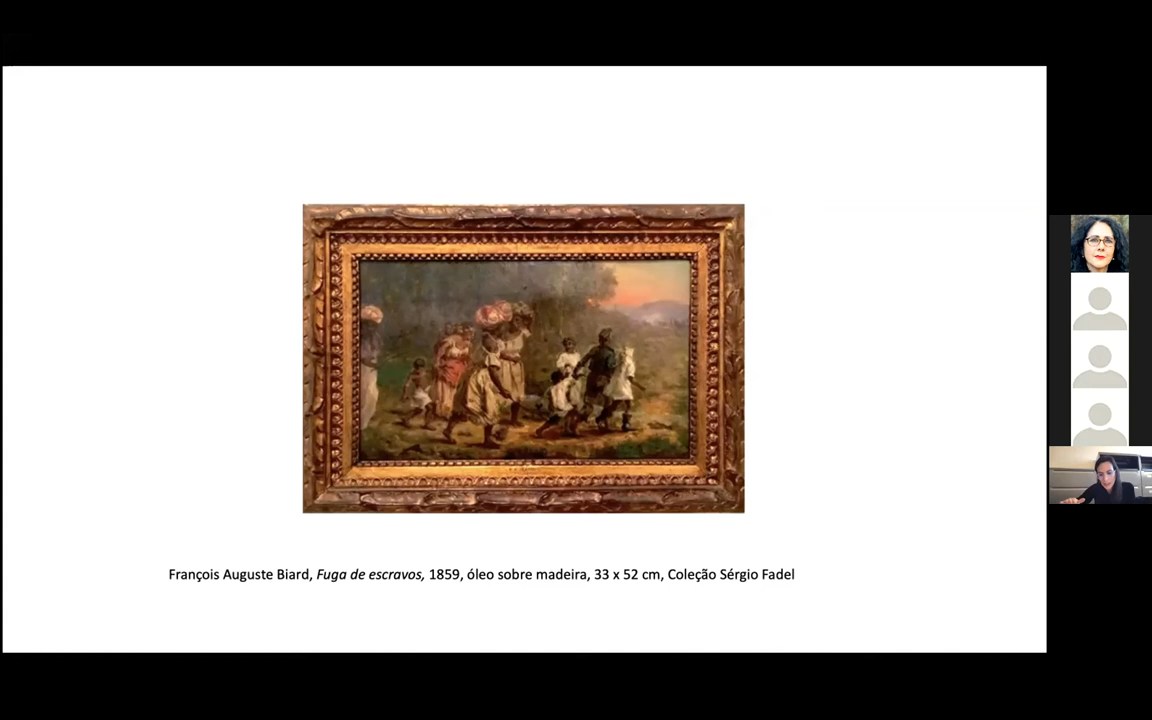 François Auguste Biard, Fuga de escravos, 1859, óleo sobre madeira, 33 x 52 cm, Coleção Sérgio Fadel